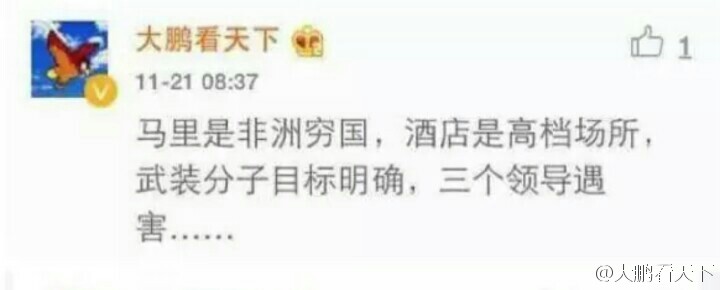 大鹏看天下
1
11-21 08:37
马里是非洲穷国，酒店是高档场所，
武装分子目标明确，三个领导遇
害……
@大鹏看天下